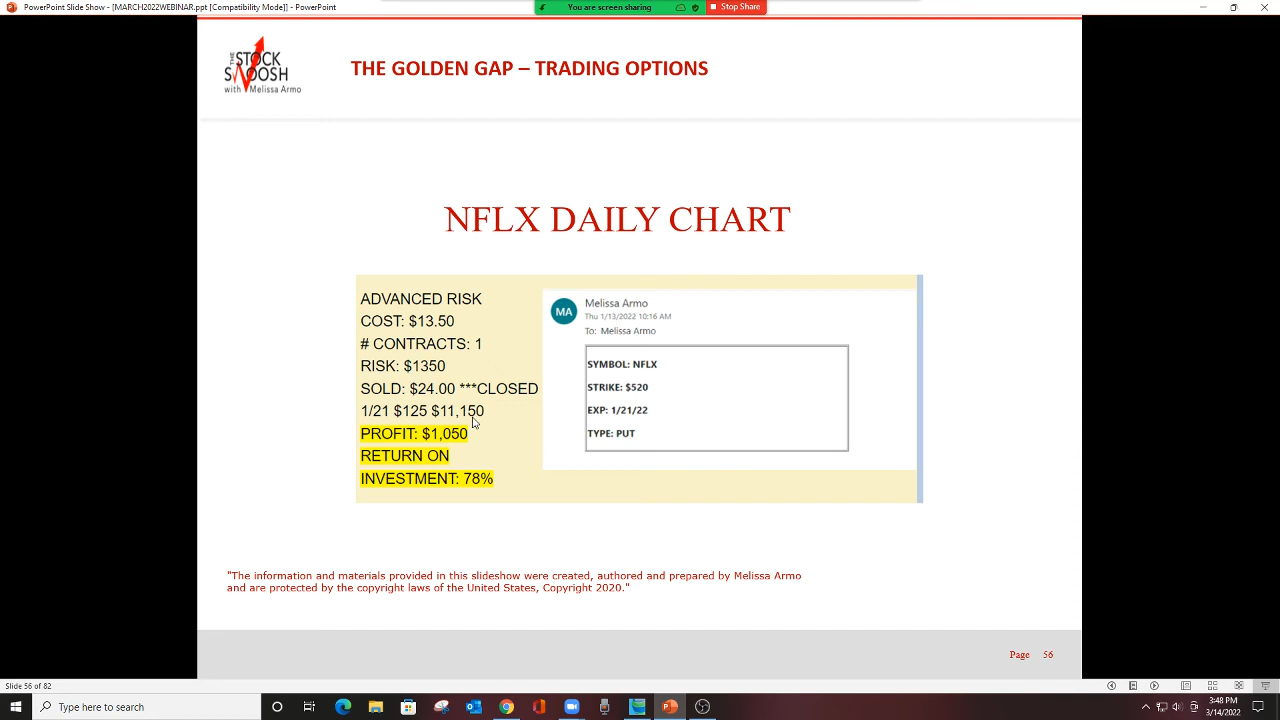 PowerPoint Slide Show - [MARCH2022WEBINAR.ppt [Compatibility Mode]] - PowerPoint
You are screen sharing
Stop Share
THE STOCK SWOOSH
with Melissa Armo
THE GOLDEN GAP – TRADING OPTIONS
NFLX DAILY CHART
ADVANCED RISK
COST: $13.50
# CONTRACTS: 1
RISK: $1350
SOLD: $24.00 ***CLOSED
1/21 $125 $11,150
PROFIT: $1,050
RETURN ON
INVESTMENT: 78%
MA
Melissa Armo
Thu 1/13/2022 10:16 AM
To: Melissa Armo
SYMBOL: NFLX
STRIKE: $520
EXP: 1/21/22
TYPE: PUT
"The information and materials provided in this slideshow were created, authored and prepared by Melissa Armo
and are protected by the copyright laws of the United States, Copyright 2020."
Page 56
Slide 56 of 82
Type here to search
3:48 PM
3/14/2022